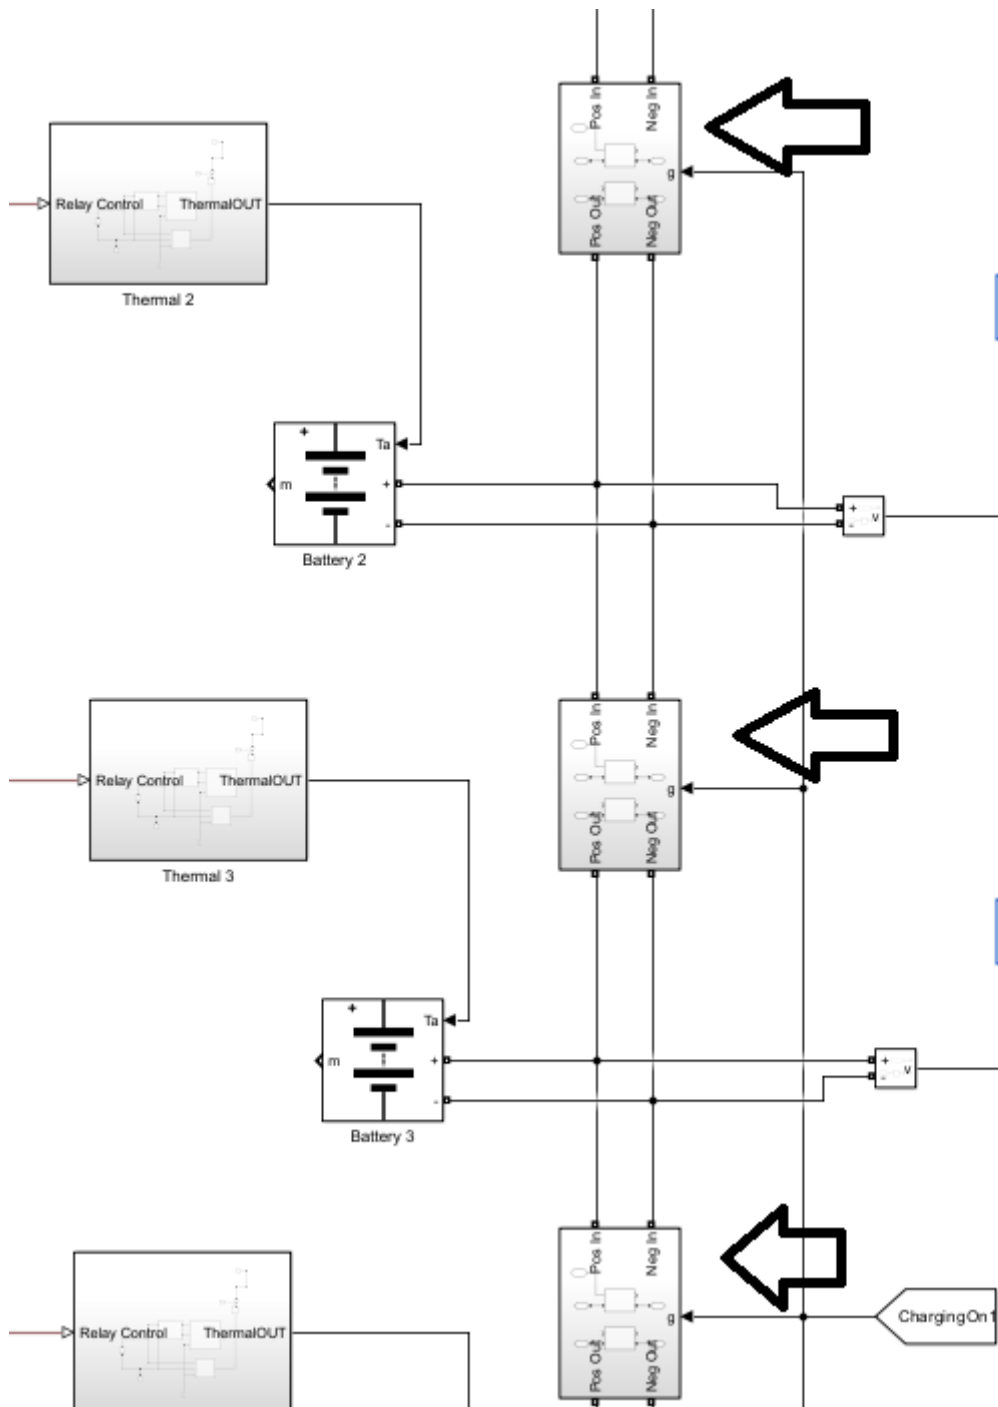 Pos In
Neg In
g
Pos Out
Neg Out
Relay Control
ThermalOUT
Thermal 2
+
Ta
m
+
-
Battery 2
+
-
v
Pos In
Neg In
g
Pos Out
Neg Out
Relay Control
ThermalOUT
Thermal 3
+
Ta
m
+
-
Battery 3
+
-
v
Pos In
Neg In
g
Pos Out
Neg Out
ChargingOn1
Relay Control
ThermalOUT